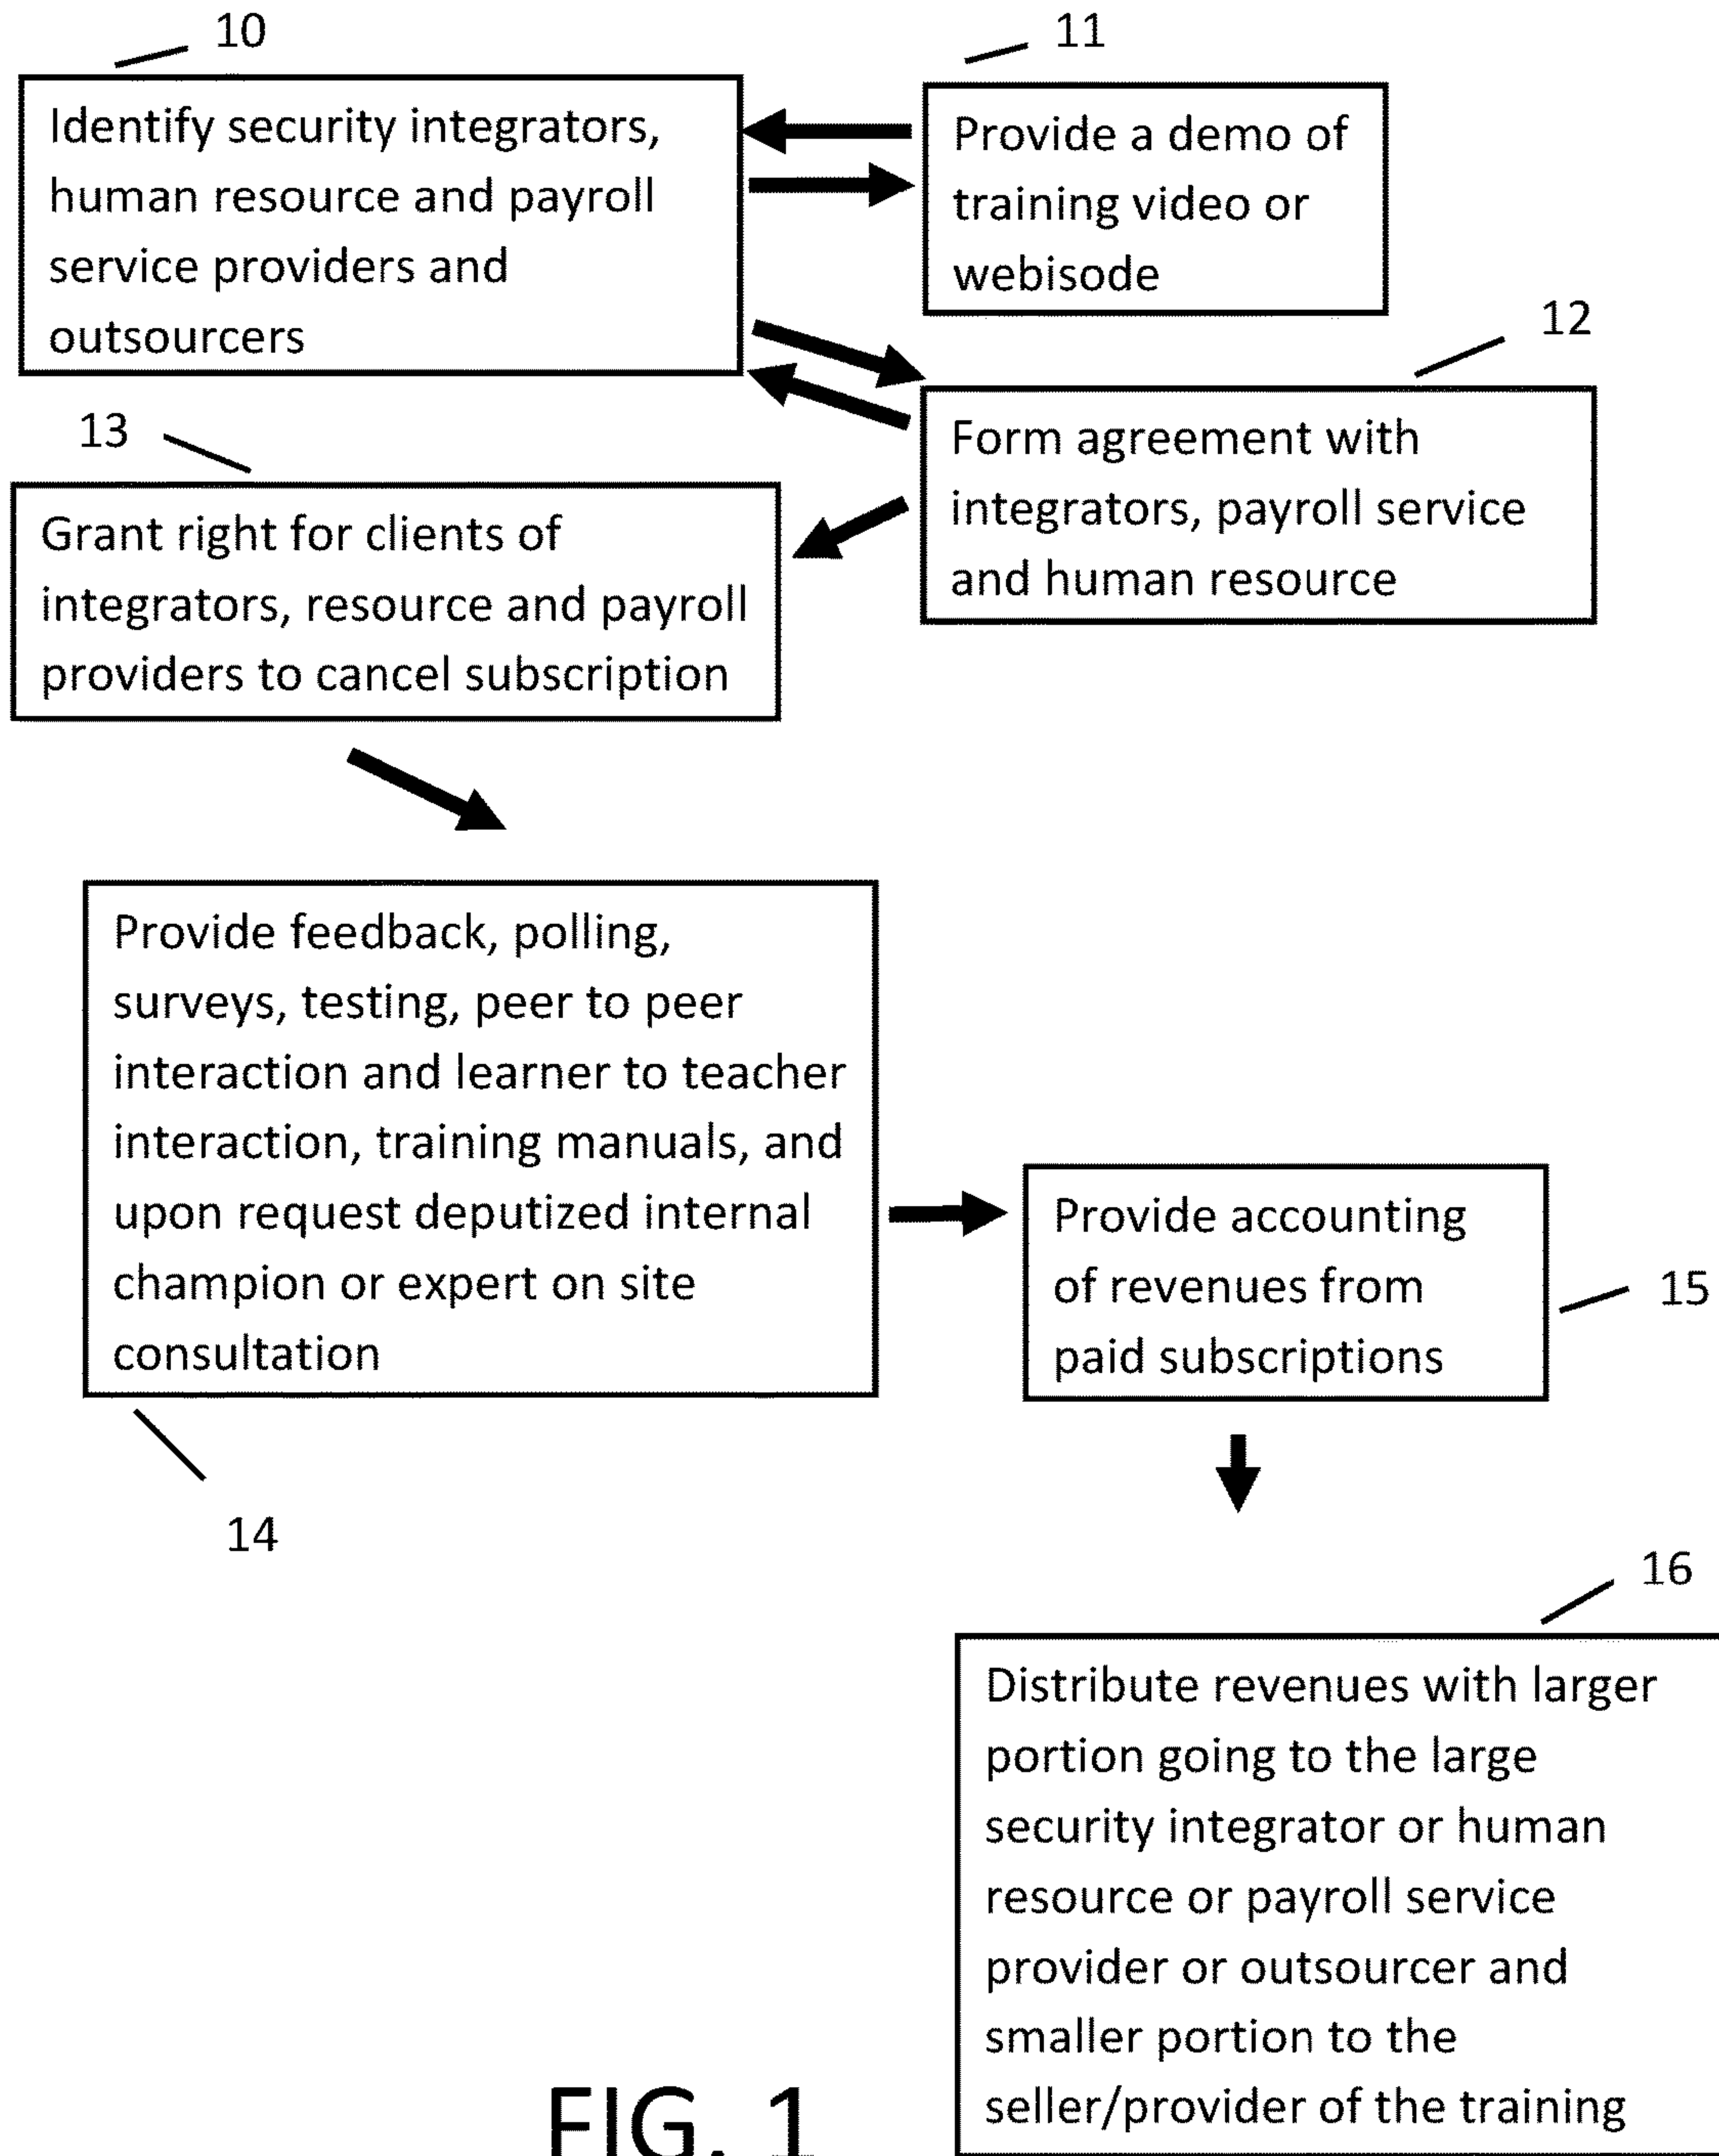 10
Identify security integrators,
human resource and payroll
service providers and
outsourcers
11
Provide a demo of
training video or
webisode
12
Form agreement with
integrators, payroll service
and human resource
13
Grant right for clients of
integrators, resource and payroll
providers to cancel subscription
Provide feedback, polling,
surveys, testing, peer to peer
interaction and learner to teacher
interaction, training manuals, and
upon request deputized internal
champion or expert on site
consultation
14
Provide accounting
of revenues from
paid subscriptions
15
16
Distribute revenues with larger
portion going to the large
security integrator or human
resource or payroll service
provider or outsourcer and
smaller portion to the
seller/provider of the training
FIG. 1